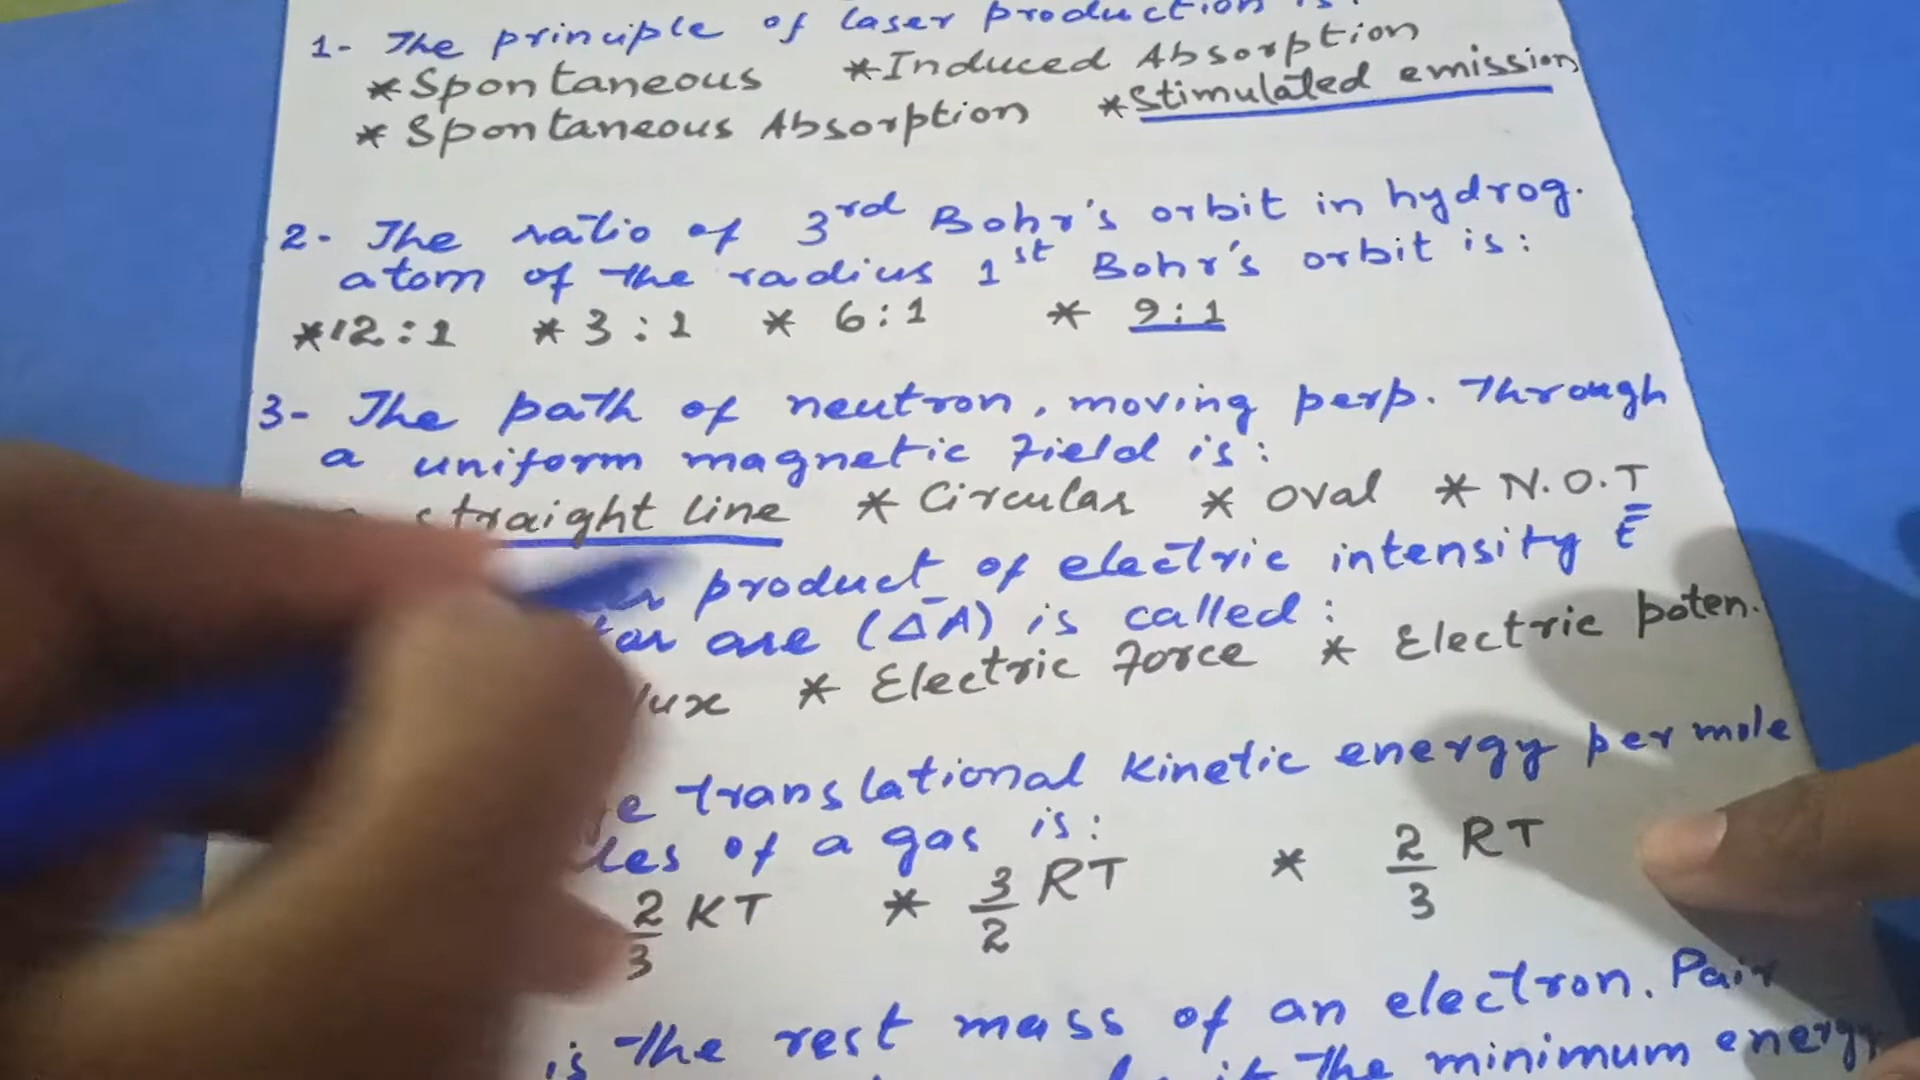 1- The principle of laser production is:
*Spontaneous *Induced Absorption
* Spontaneous Absorption *Stimulated emission
2- The ratio of 3rd Bohr's orbit in hydrog.
atom of the radius 1st Bohr's orbit is:
*12:1 *3:1 * 6:1 * 9:1
3- The path of neutron, moving perp. Through
a uniform magnetic field is:
straight line * Circular * Oval * N.O.T
product of electric intensity Ē
are (ΔĀ) is called:
* Electric Force * Electric poten.
translational Kinetic energy per mole
of a gas is:
2/3 KT * 3/2 RT * 2/3 RT
is the rest mass of an electron. Pair
the minimum energy